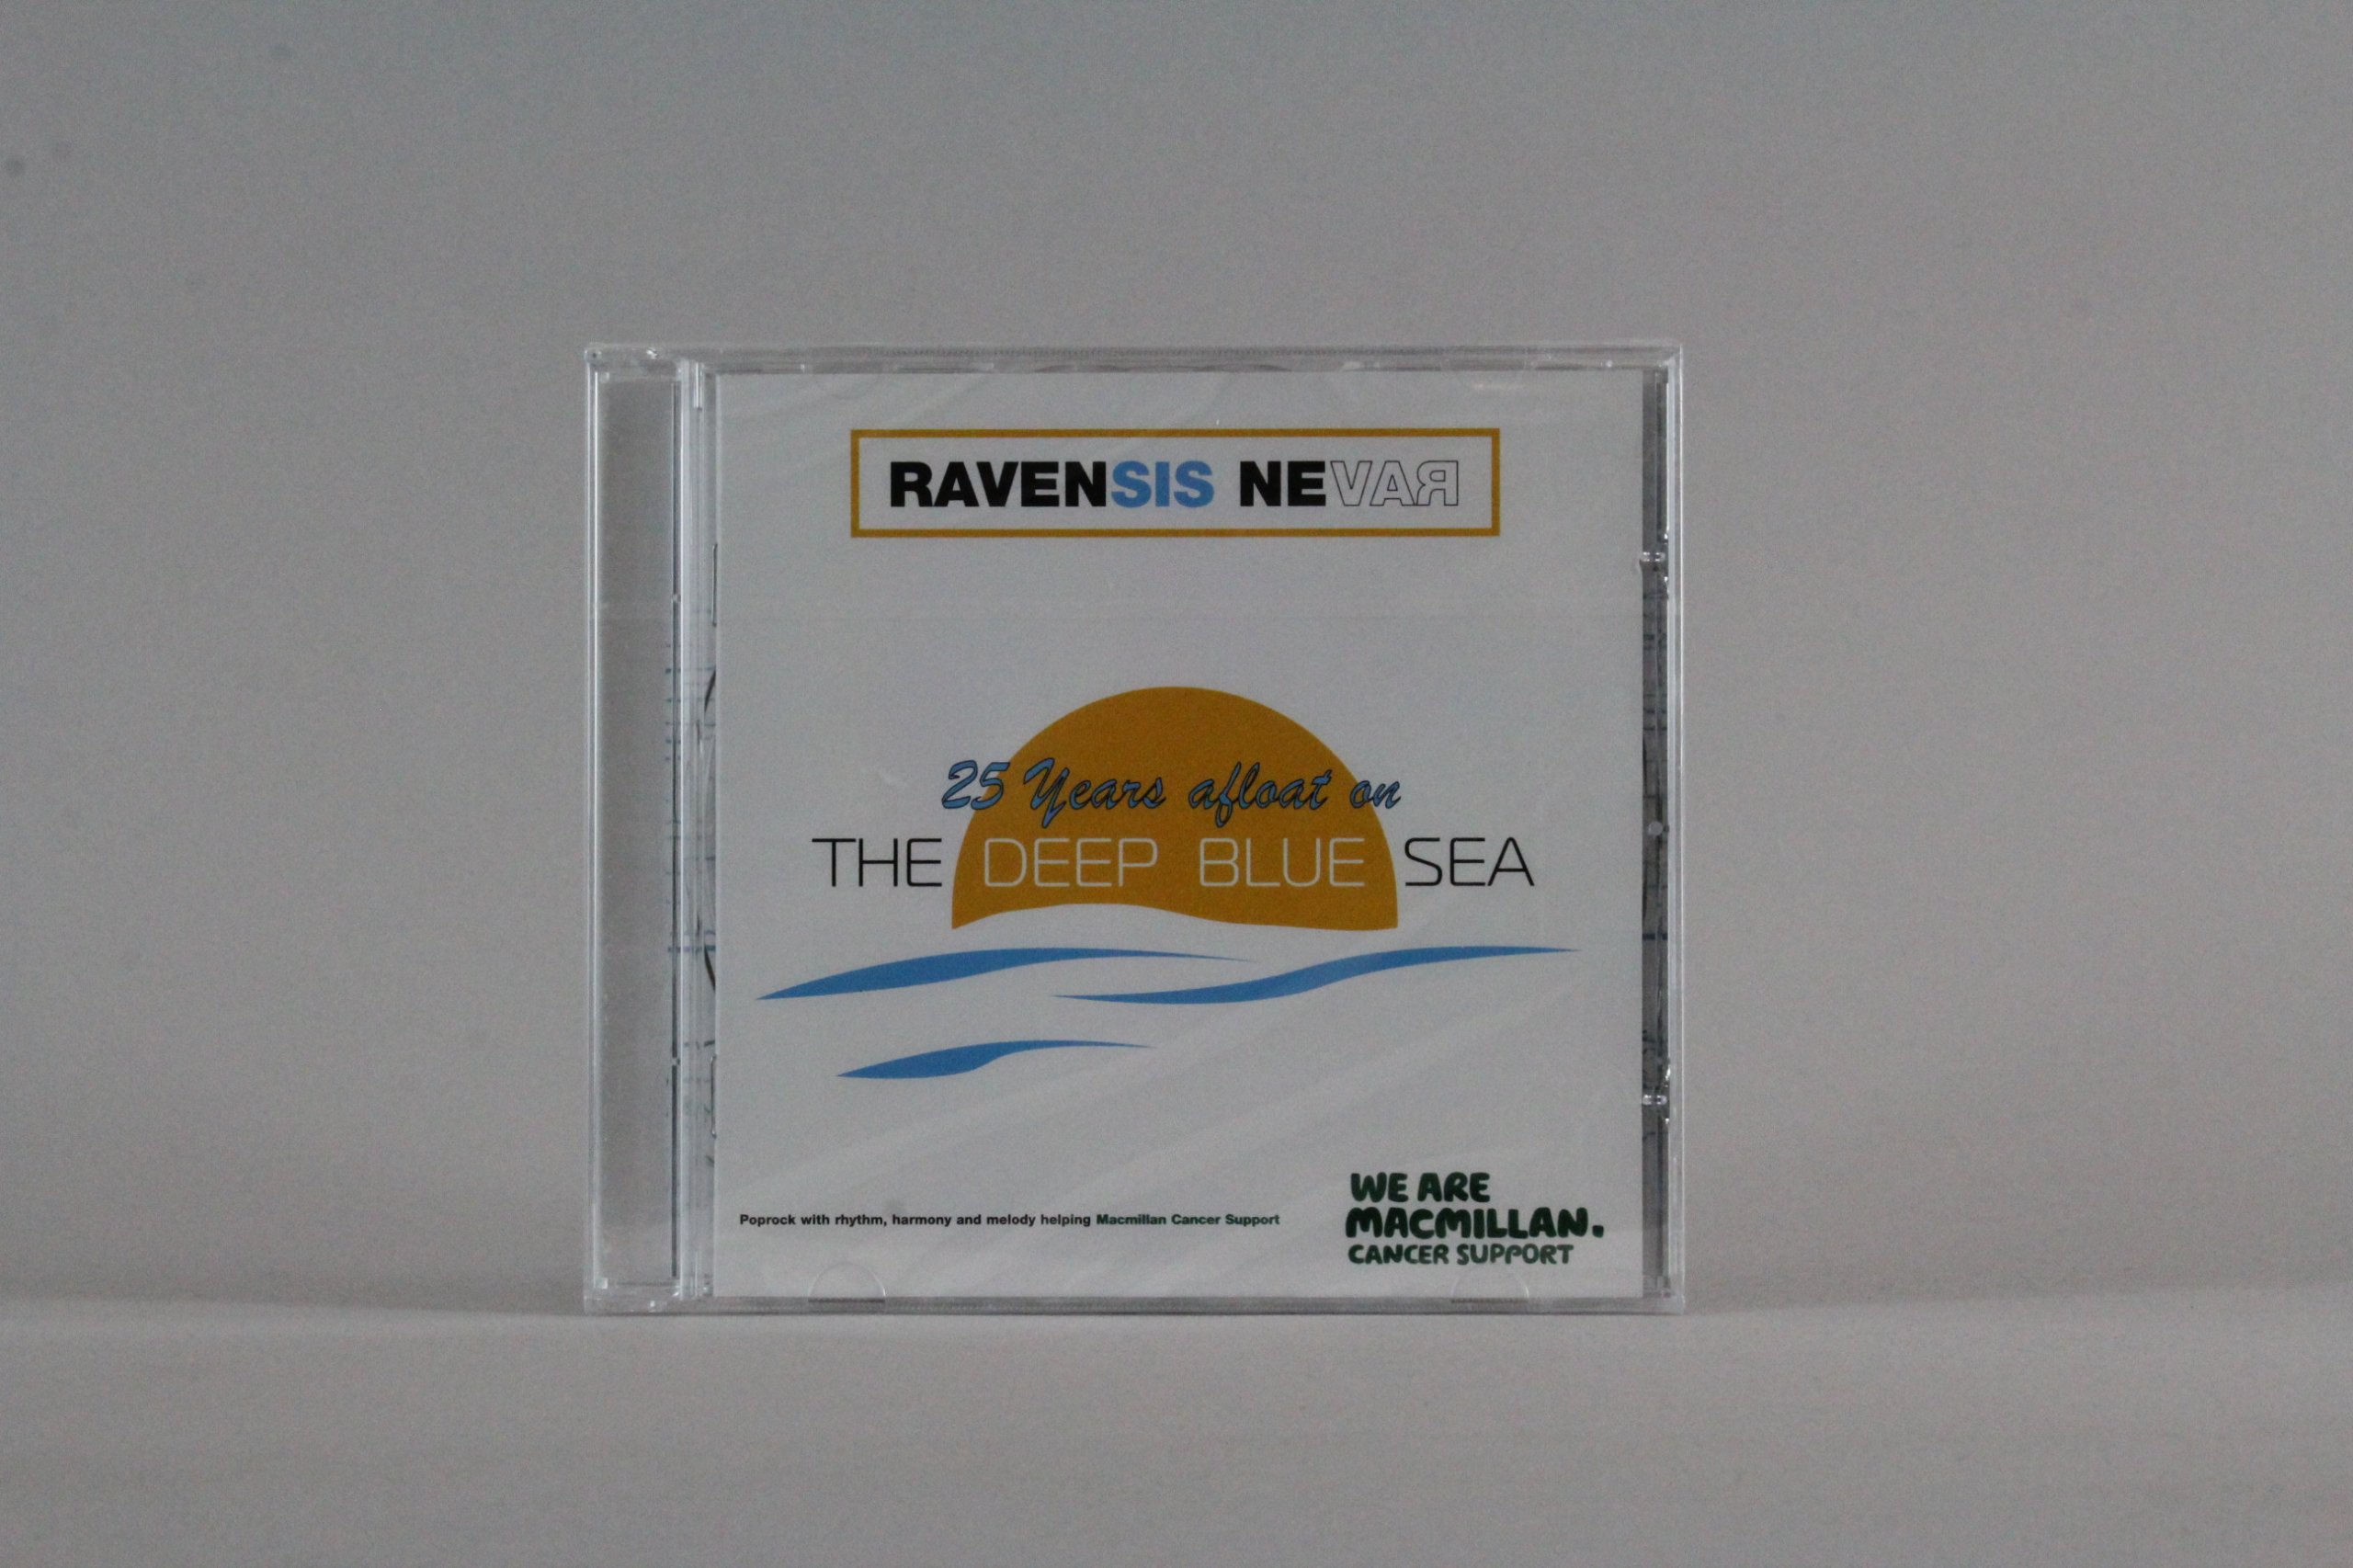 RAVENSIS NEVAR
25 Years afloat on
THE DEEP BLUE SEA
Poprock with rhythm, harmony and melody helping Macmillan Cancer Support
WE ARE
MACMILLAN.
CANCER SUPPORT